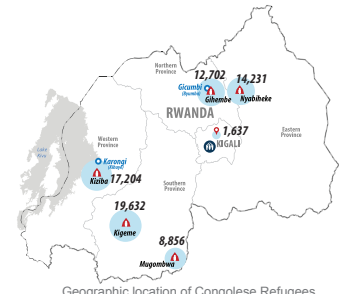 Northern
Province
12,702
14,231
Gicumbi
(Byumba)
Gihembe
Nyabiheke
RWANDA
1,637
KIGALI
Eastern
Province
Lake
Kivu
Western
Province
Karongi
(Kibuye)
Kiziba
17,204
Southern
Province
19,632
Kigeme
8,856
Mugombwa
Geographic location of Congolese Refugees